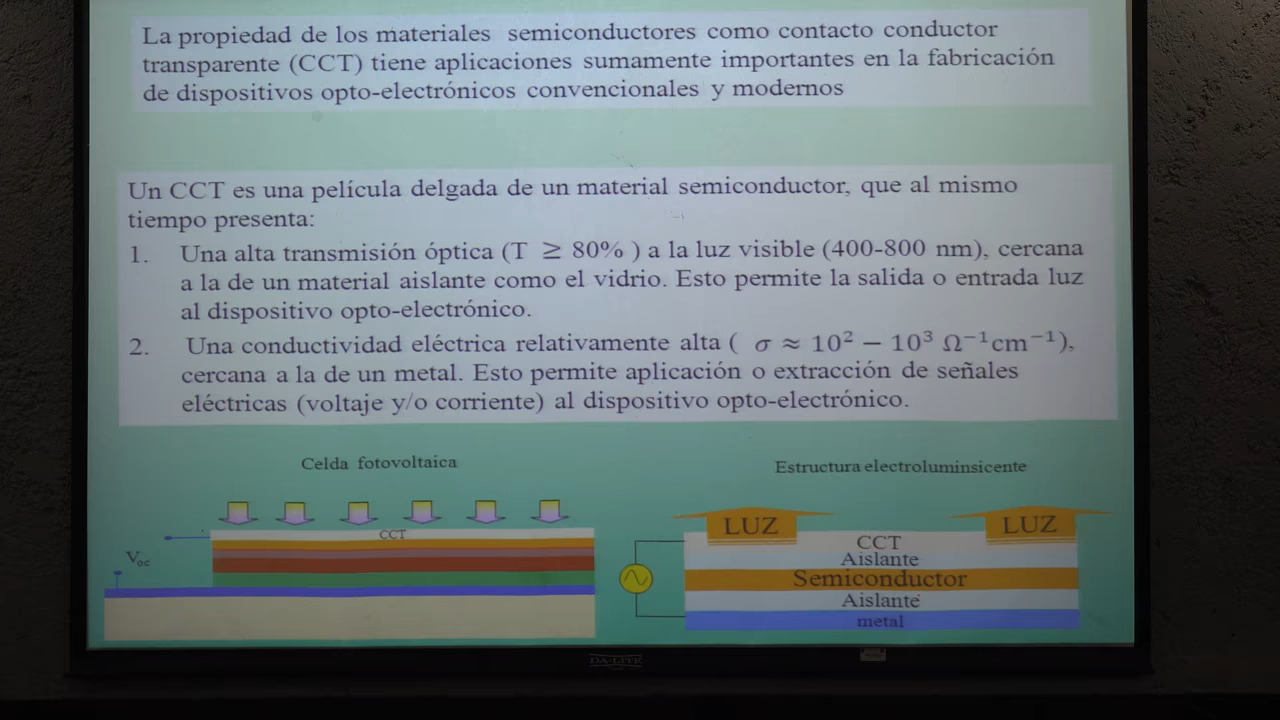 La propiedad de los materiales semiconductores como contacto conductor
transparente (CCT) tiene aplicaciones sumamente importantes en la fabricación
de dispositivos opto-electrónicos convencionales y modernos
Un CCT es una película delgada de un material semiconductor, que al mismo
tiempo presenta:
1. Una alta transmisión óptica (T ≥ 80% ) a la luz visible (400-800 nm), cercana
a la de un material aislante como el vidrio. Esto permite la salida o entrada luz
al dispositivo opto-electrónico.
2. Una conductividad eléctrica relativamente alta ( σ ≈ 10² − 10³ Ω⁻¹cm⁻¹),
cercana a la de un metal. Esto permite aplicación o extracción de señales
eléctricas (voltaje y/o corriente) al dispositivo opto-electrónico.
Celda fotovoltaica
CCT
Voc
Estructura electroluminsicente
LUZ LUZ
CCT
Aislante
Semiconductor
Aislante
metal
DA-LITE